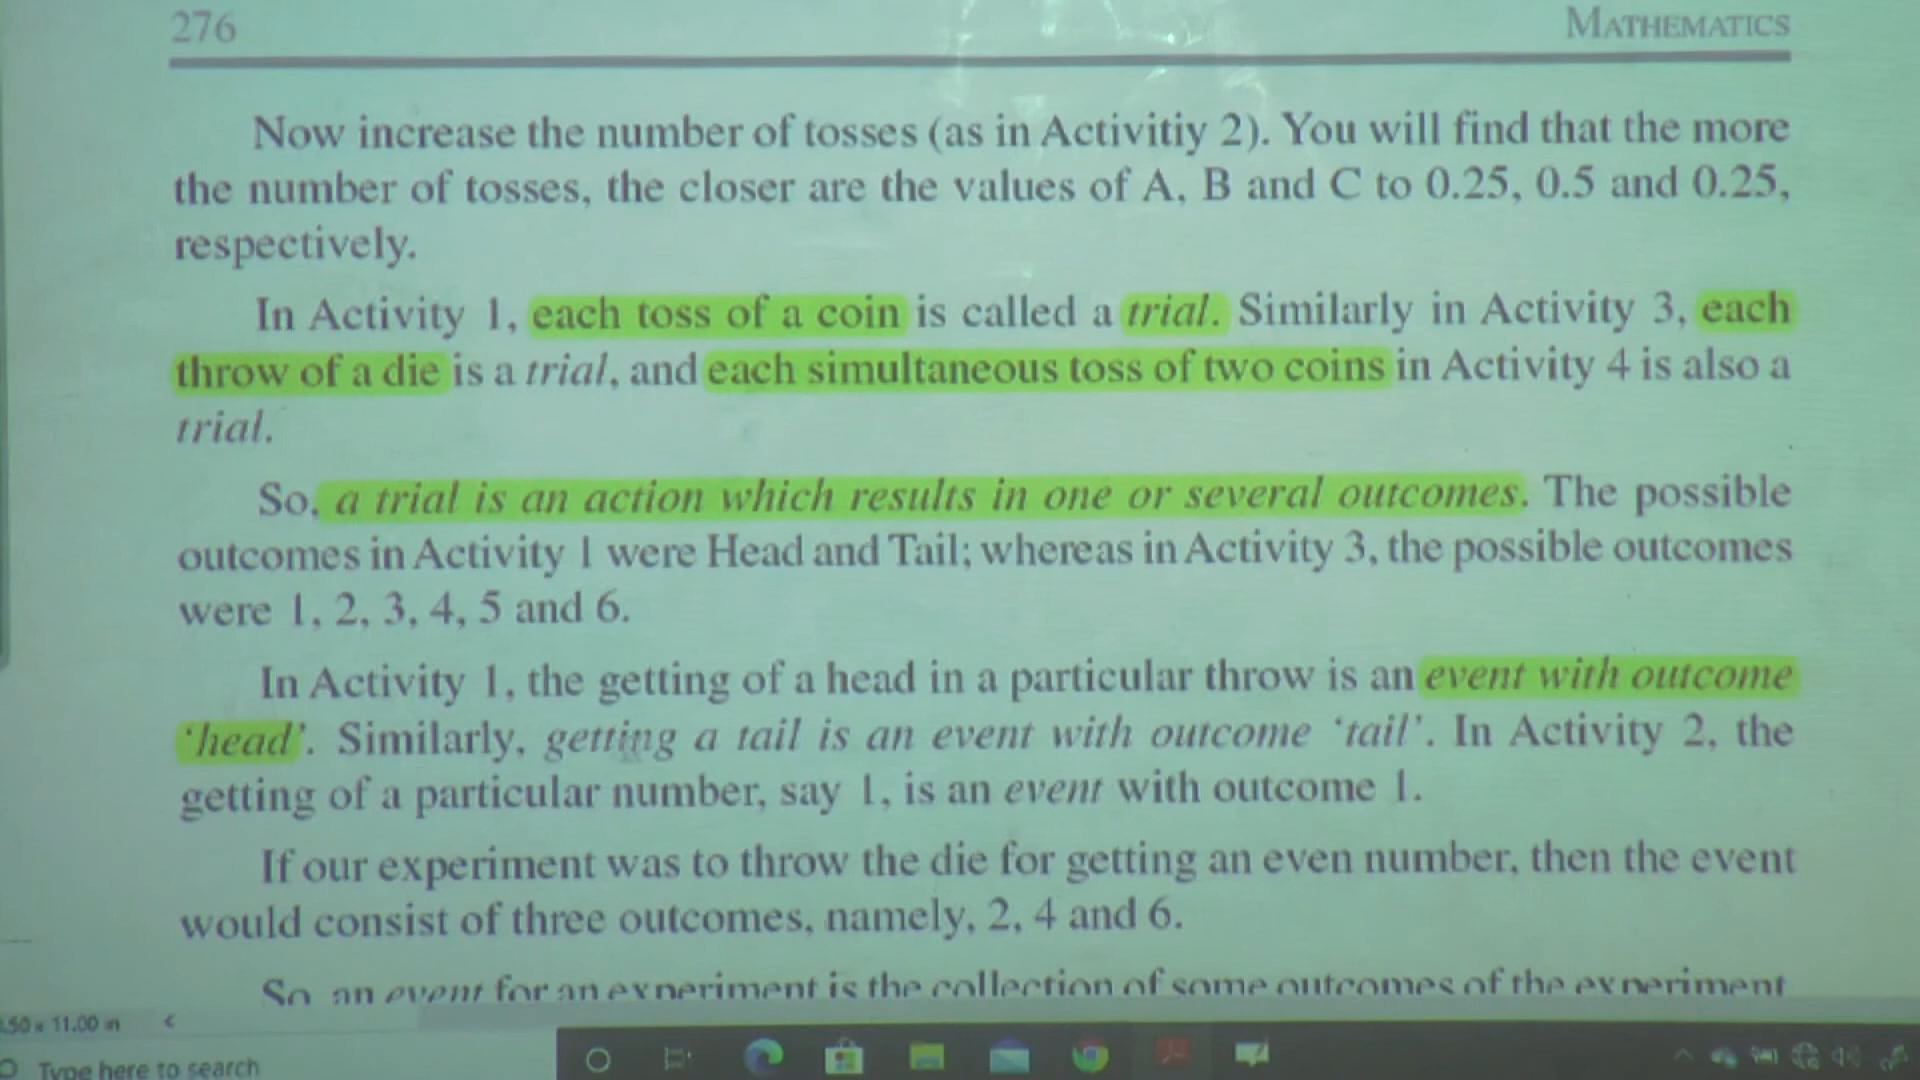 276 MATHEMATICS
Now increase the number of tosses (as in Activitiy 2). You will find that the more
the number of tosses, the closer are the values of A, B and C to 0.25, 0.5 and 0.25,
respectively.
In Activity 1, each toss of a coin is called a trial. Similarly in Activity 3, each
throw of a die is a trial, and each simultaneous toss of two coins in Activity 4 is also a
trial.
So, a trial is an action which results in one or several outcomes. The possible
outcomes in Activity 1 were Head and Tail; whereas in Activity 3, the possible outcomes
were 1, 2, 3, 4, 5 and 6.
In Activity 1, the getting of a head in a particular throw is an event with outcome
‘head’. Similarly, getting a tail is an event with outcome ‘tail’. In Activity 2, the
getting of a particular number, say 1, is an event with outcome 1.
If our experiment was to throw the die for getting an even number, then the event
would consist of three outcomes, namely, 2, 4 and 6.
So an event for an experiment is the collection of some outcomes of the experiment
.50 x 11.00 in
Type here to search